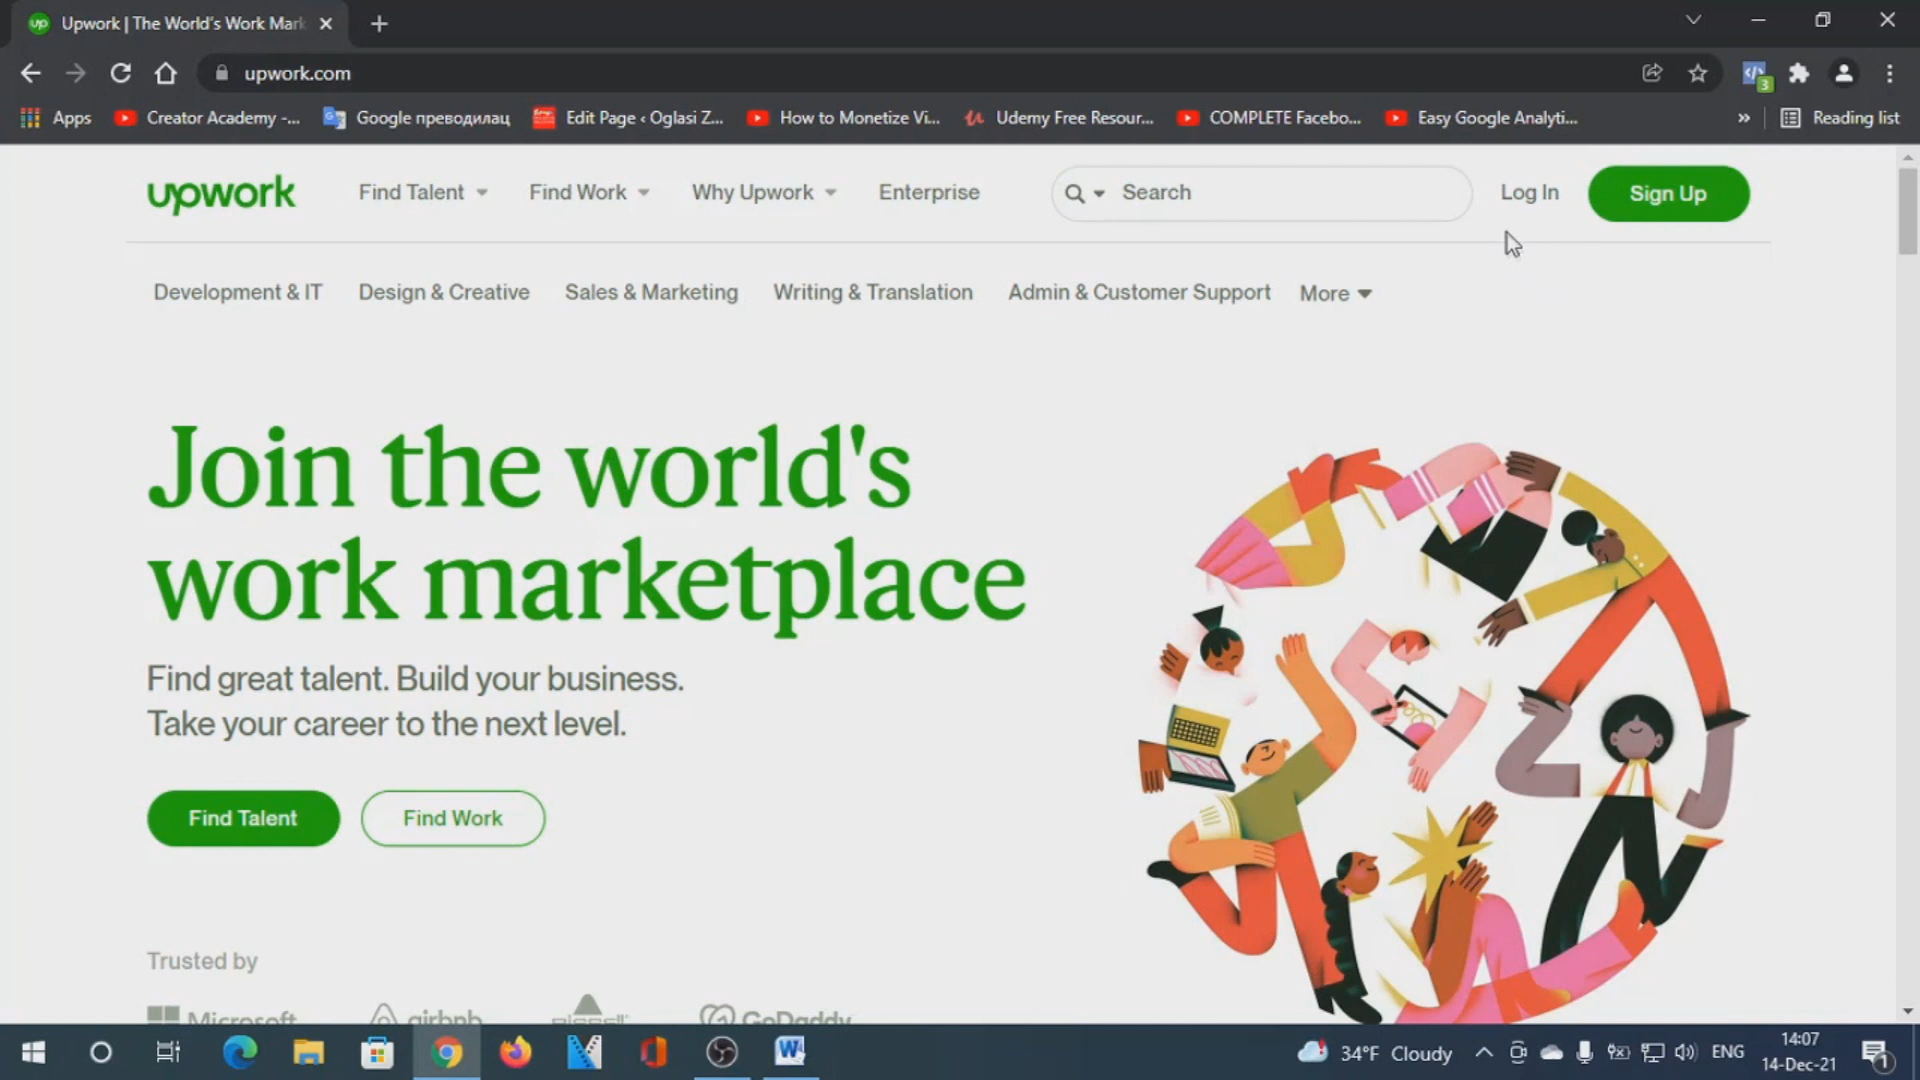 up Upwork | The World's Work Mark
upwork.com
3
Apps
Creator Academy -...
Google преводилац
Edit Page ‹ Oglasi Z...
How to Monetize Vi...
Udemy Free Resour...
COMPLETE Facebo...
Easy Google Analyti...
»
Reading list
upwork
Find Talent
Find Work
Why Upwork
Enterprise
Search
Log In
Sign Up
Development & IT
Design & Creative
Sales & Marketing
Writing & Translation
Admin & Customer Support
More
Join the world's
work marketplace
Find great talent. Build your business.
Take your career to the next level.
Find Talent
Find Work
Trusted by
Microsoft
airbnb
GoDaddy
34°F Cloudy
ENG
14:07
14-Dec-21
1